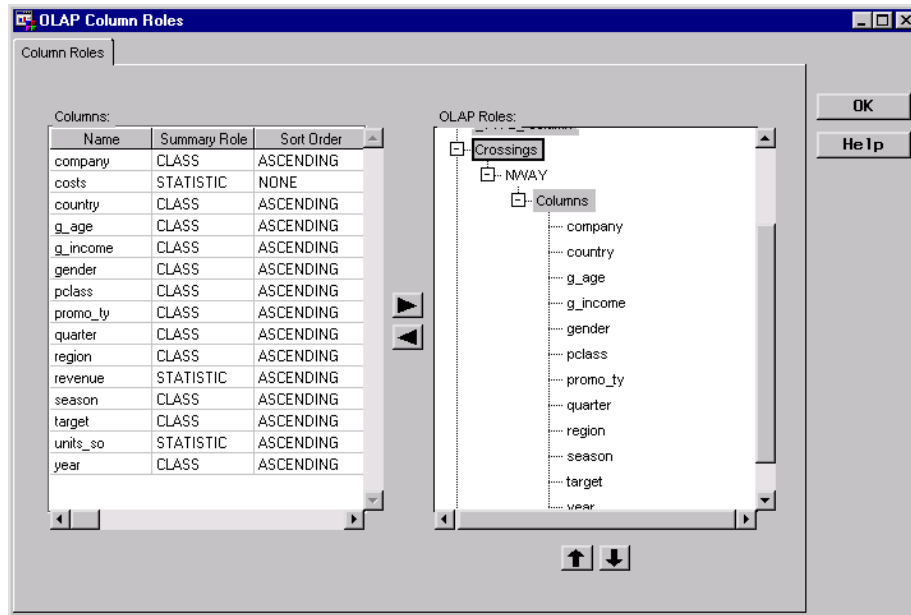 OLAP Column Roles
Column Roles
Columns:
Name Summary Role Sort Order
company CLASS ASCENDING
costs STATISTIC NONE
country CLASS ASCENDING
g_age CLASS ASCENDING
g_income CLASS ASCENDING
gender CLASS ASCENDING
pclass CLASS ASCENDING
promo_ty CLASS ASCENDING
quarter CLASS ASCENDING
region CLASS ASCENDING
revenue STATISTIC ASCENDING
season CLASS ASCENDING
target CLASS ASCENDING
units_so STATISTIC ASCENDING
year CLASS ASCENDING
OLAP Roles:
Crossings
NWAY
Columns
company
country
g_age
g_income
gender
pclass
promo_ty
quarter
region
season
target
year
OK
Help